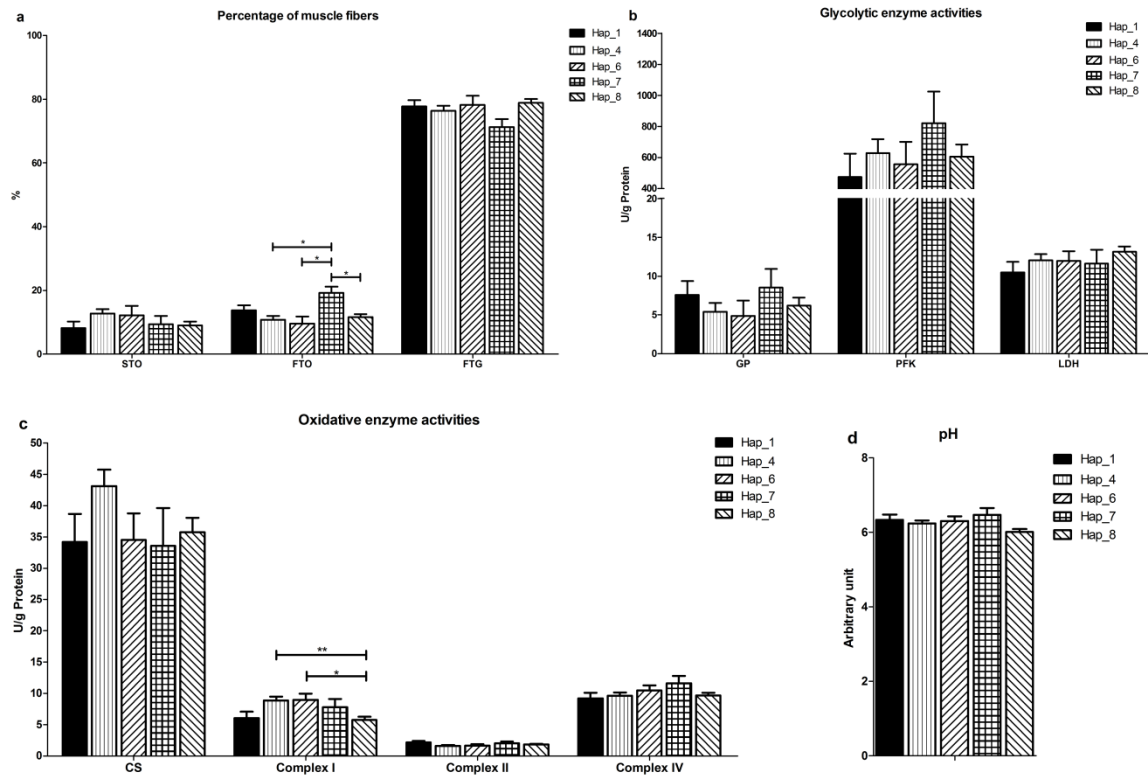 a
Percentage of muscle fibers
100
80
60
40
20
0
%
STO
FTO
FTG
*
*
*
Hap_1
Hap_4
Hap_6
Hap_7
Hap_8
b
Glycolytic enzyme activities
1400
1200
1000
800
600
400
20
15
10
5
0
U/g Protein
GP
PFK
LDH
Hap_1
Hap_4
Hap_6
Hap_7
Hap_8
c
Oxidative enzyme activities
50
45
40
35
30
25
20
15
10
5
0
U/g Protein
CS
Complex I
Complex II
Complex IV
**
*
Hap_1
Hap_4
Hap_6
Hap_7
Hap_8
d
pH
8
6
4
2
0
Arbitrary unit
Hap_1
Hap_4
Hap_6
Hap_7
Hap_8